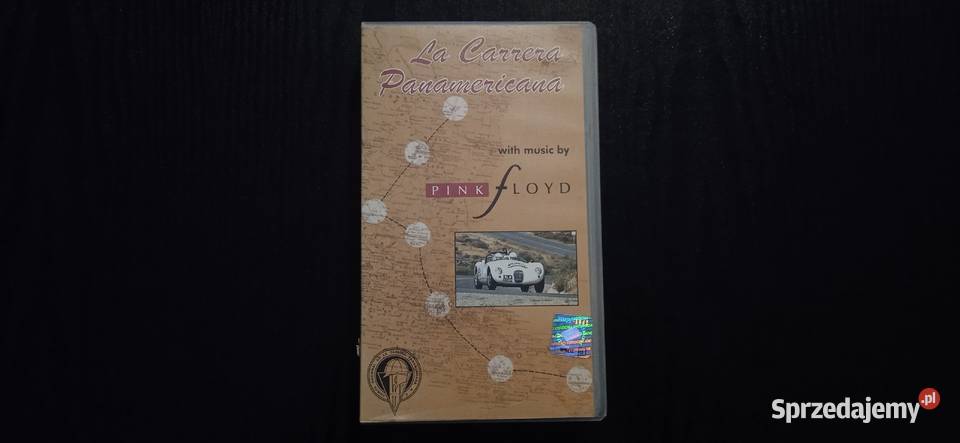 La Carrera
Panamericana
with music by
PINK fLOYD
Sprzedajemy.pl